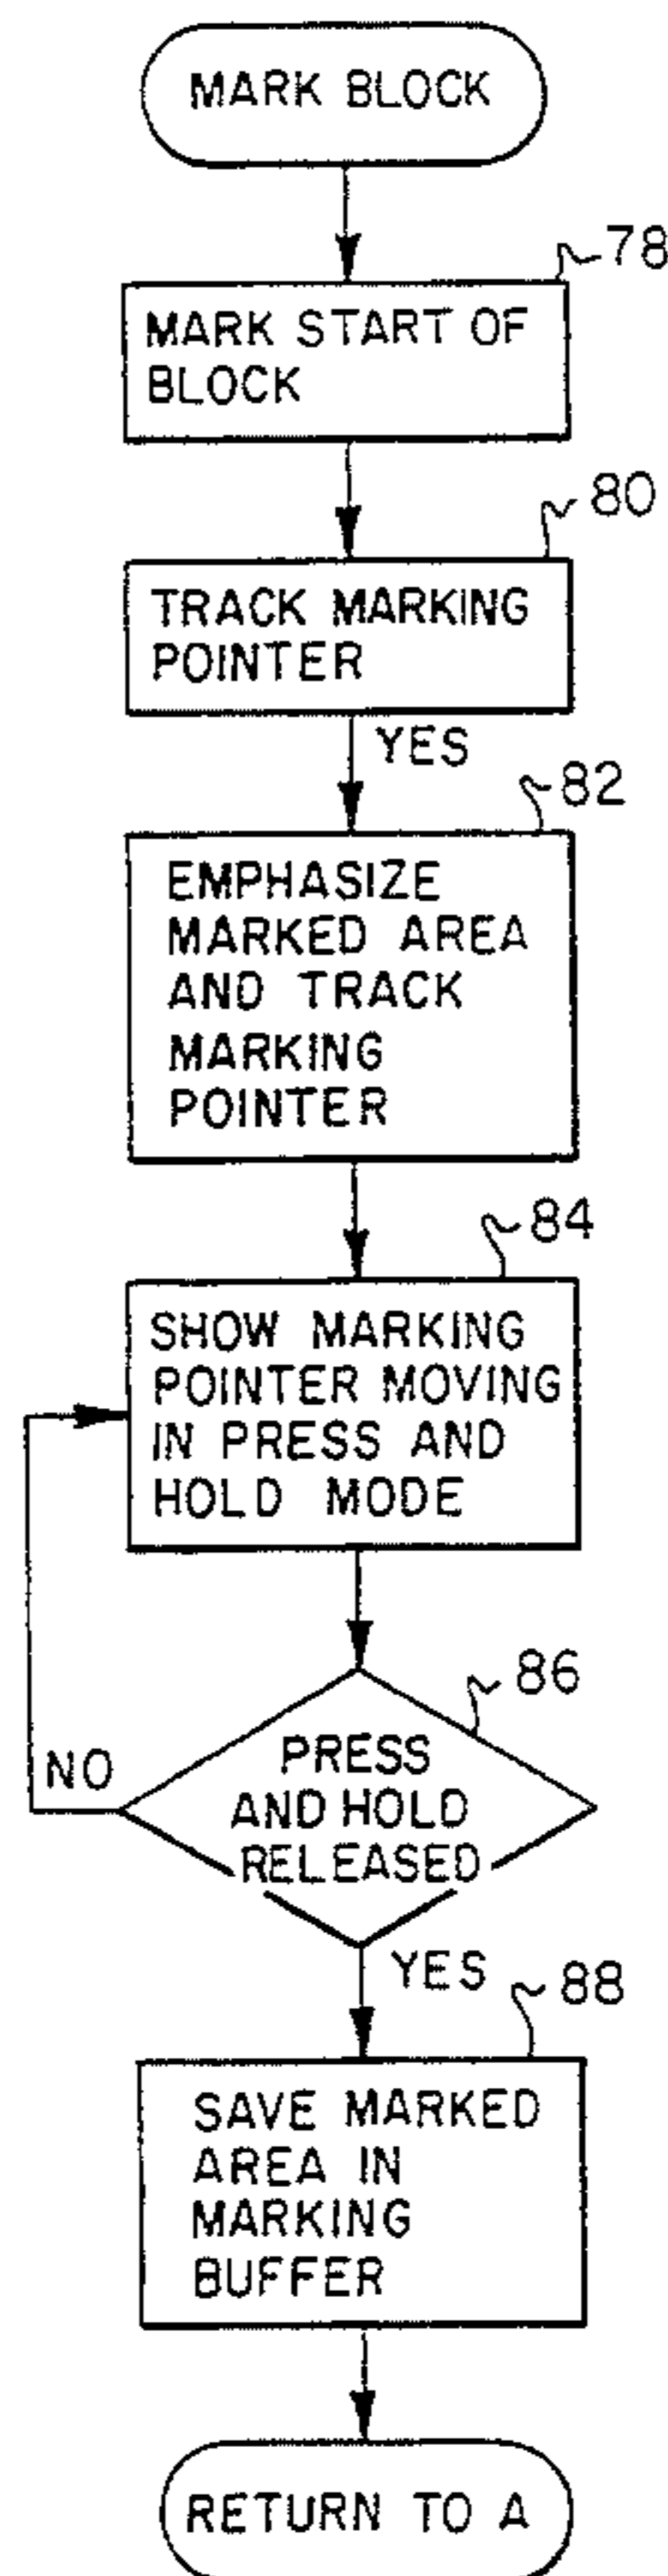 MARK BLOCK
78
MARK START OF
BLOCK
80
TRACK MARKING
POINTER
YES
82
EMPHASIZE
MARKED AREA
AND TRACK
MARKING
POINTER
84
SHOW MARKING
POINTER MOVING
IN PRESS AND
HOLD MODE
86
PRESS
AND HOLD
RELEASED
NO
YES
88
SAVE MARKED
AREA IN
MARKING
BUFFER
RETURN TO A